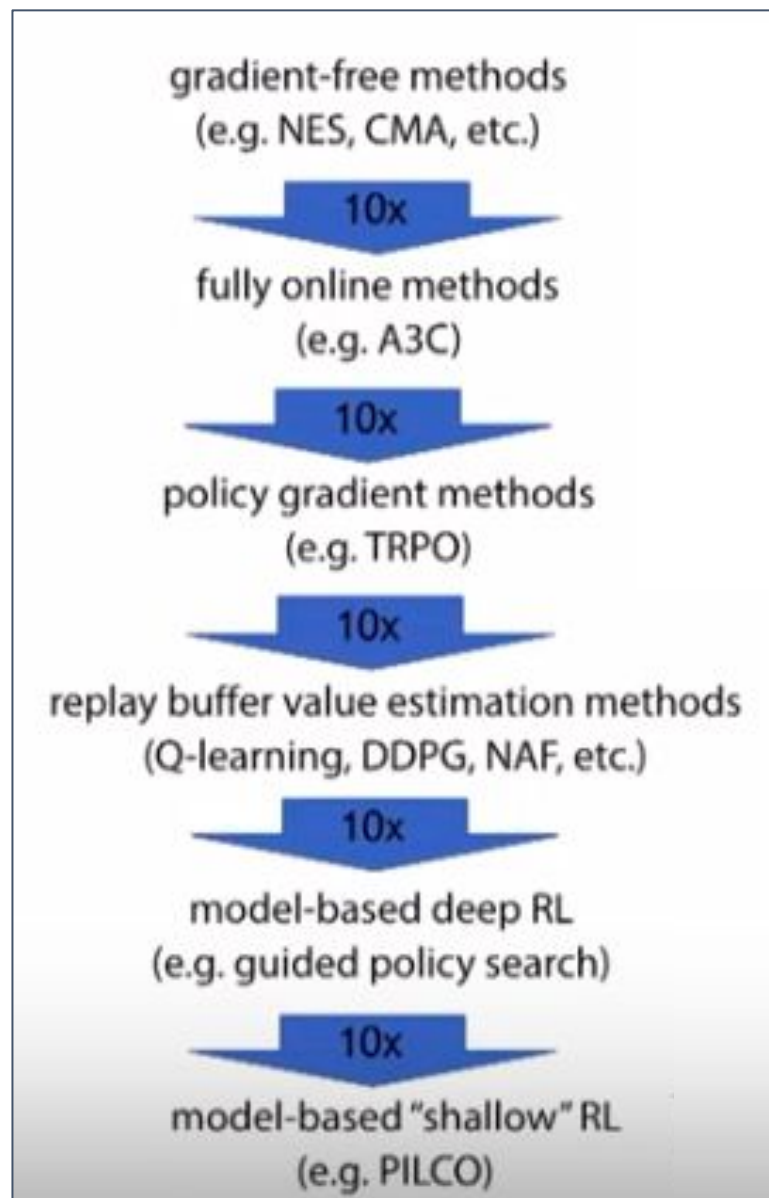 gradient-free methods
(e.g. NES, CMA, etc.)
10x
fully online methods
(e.g. A3C)
10x
policy gradient methods
(e.g. TRPO)
10x
replay buffer value estimation methods
(Q-learning, DDPG, NAF, etc.)
10x
model-based deep RL
(e.g. guided policy search)
10x
model-based “shallow” RL
(e.g. PILCO)